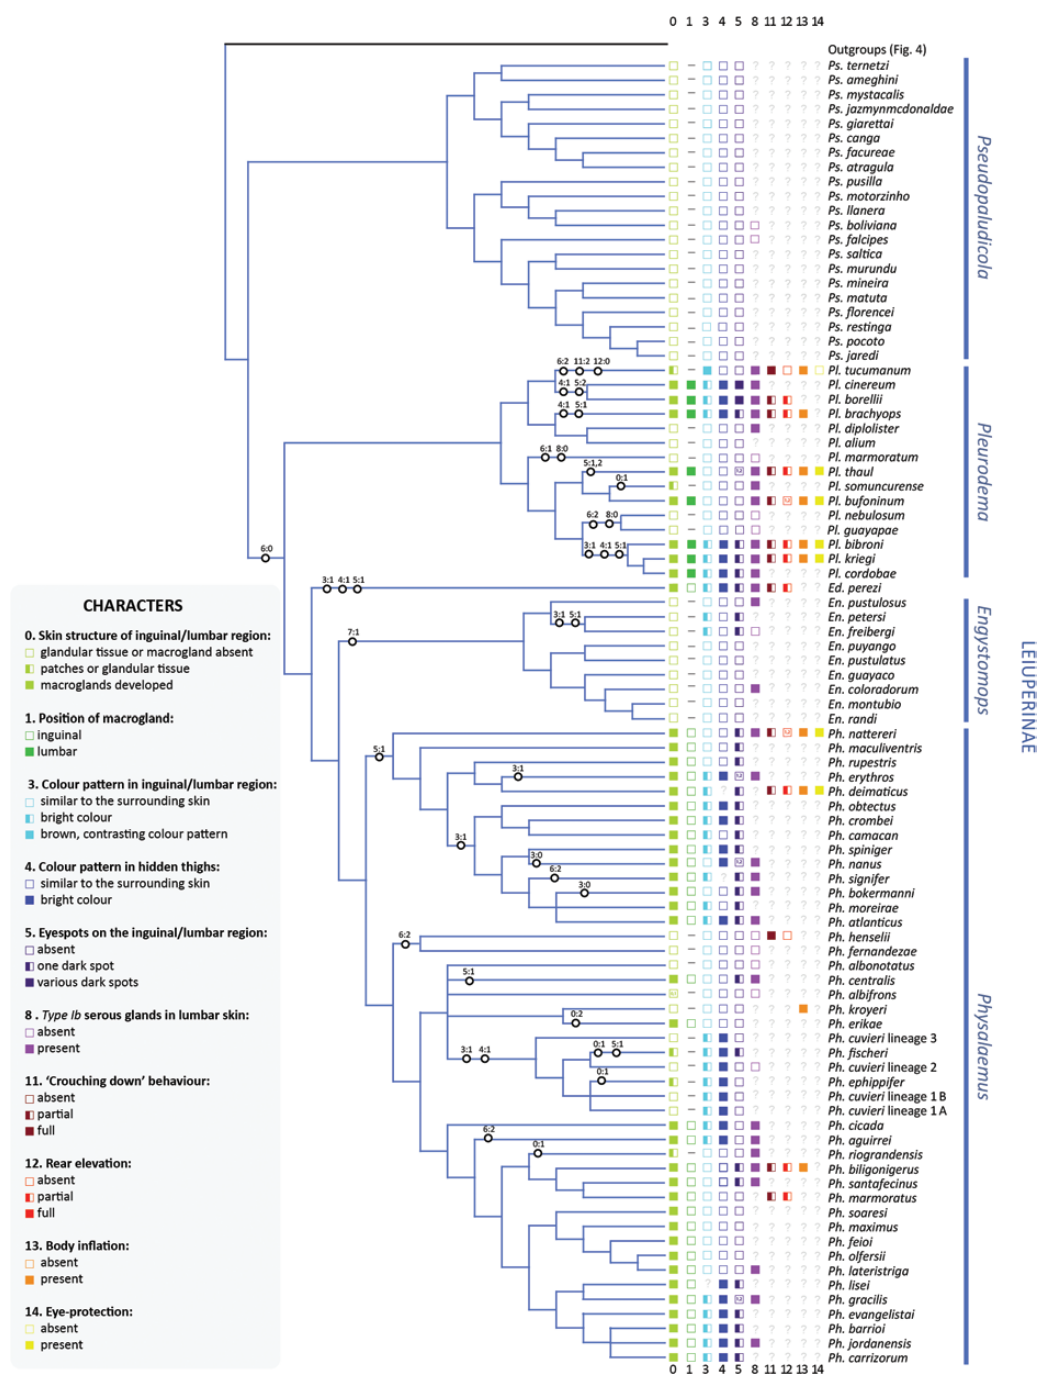 0 1 3 4 5 8 11 12 13 14
Outgroups (Fig. 4)
Ps. ternetzi
Ps. ameghini
Ps. mystacalis
Ps. jazmynmcdonaldae
Ps. giarettai
Ps. canga
Ps. facureae
Ps. atragula
Ps. pusilla
Ps. motorzinho
Ps. llanera
Ps. boliviana
Ps. falcipes
Ps. saltica
Ps. murundu
Ps. mineira
Ps. matuta
Ps. florencei
Ps. restinga
Ps. pocoto
Ps. jaredi
Pseudopaludicola
6:2 11:2 12:0
Pl. tucumanum
4:1 5:2
Pl. cinereum
Pl. borellii
4:1 5:1
Pl. brachyops
Pl. diplolister
Pl. alium
6:1 8:0
Pl. marmoratum
5:1,2
Pl. thaul
0:1
Pl. somuncurense
Pl. bufoninum
6:2 8:0
Pl. nebulosum
Pl. guayapae
3:1 4:1 5:1
Pl. bibroni
Pl. kriegi
Pl. cordobae
Pleurodema
6:0
3:1 4:1 5:1
Ed. perezi
En. pustulosus
3:1 5:1
En. petersi
En. freibergi
7:1
En. puyango
En. pustulatus
En. guayaco
En. coloradorum
En. montubio
En. randi
Engystomops
LEIUPERINAE
5:1
Ph. nattereri
Ph. maculiventris
Ph. rupestris
3:1
Ph. erythros
Ph. deimaticus
Ph. obtectus
Ph. crombei
3:1
Ph. camacan
Ph. spiniger
3:0
Ph. nanus
6:2
Ph. signifer
3:0
Ph. bokermanni
Ph. moreirae
Ph. atlanticus
6:2
Ph. henselii
Ph. fernandezae
Ph. albonotatus
5:1
Ph. centralis
Ph. albifrons
Ph. kroyeri
0:2
Ph. erikae
Ph. cuvieri lineage 3
3:1 4:1
0:1 5:1
Ph. fischeri
Ph. cuvieri lineage 2
0:1
Ph. ephippifer
Ph. cuvieri lineage 1 B
Ph. cuvieri lineage 1 A
Ph. cicada
6:2
Ph. aguirrei
0:1
Ph. riograndensis
Ph. biligonigerus
Ph. santafecinus
Ph. marmoratus
Ph. soaresi
Ph. maximus
Ph. feioi
Ph. olfersii
Ph. lateristriga
Ph. lisei
Ph. gracilis
Ph. evangelistai
Ph. barrioi
Ph. jordanensis
Ph. carrizorum
Physalaemus
0 1 3 4 5 8 11 12 13 14
CHARACTERS
0. Skin structure of inguinal/lumbar region:
glandular tissue or macrogland absent
patches or glandular tissue
macroglands developed
1. Position of macrogland:
inguinal
lumbar
3. Colour pattern in inguinal/lumbar region:
similar to the surrounding skin
bright colour
brown, contrasting colour pattern
4. Colour pattern in hidden thighs:
similar to the surrounding skin
bright colour
5. Eyespots on the inguinal/lumbar region:
absent
one dark spot
various dark spots
8 . Type Ib serous glands in lumbar skin:
absent
present
11. 'Crouching down' behaviour:
absent
partial
full
12. Rear elevation:
absent
partial
full
13. Body inflation:
absent
present
14. Eye-protection:
absent
present